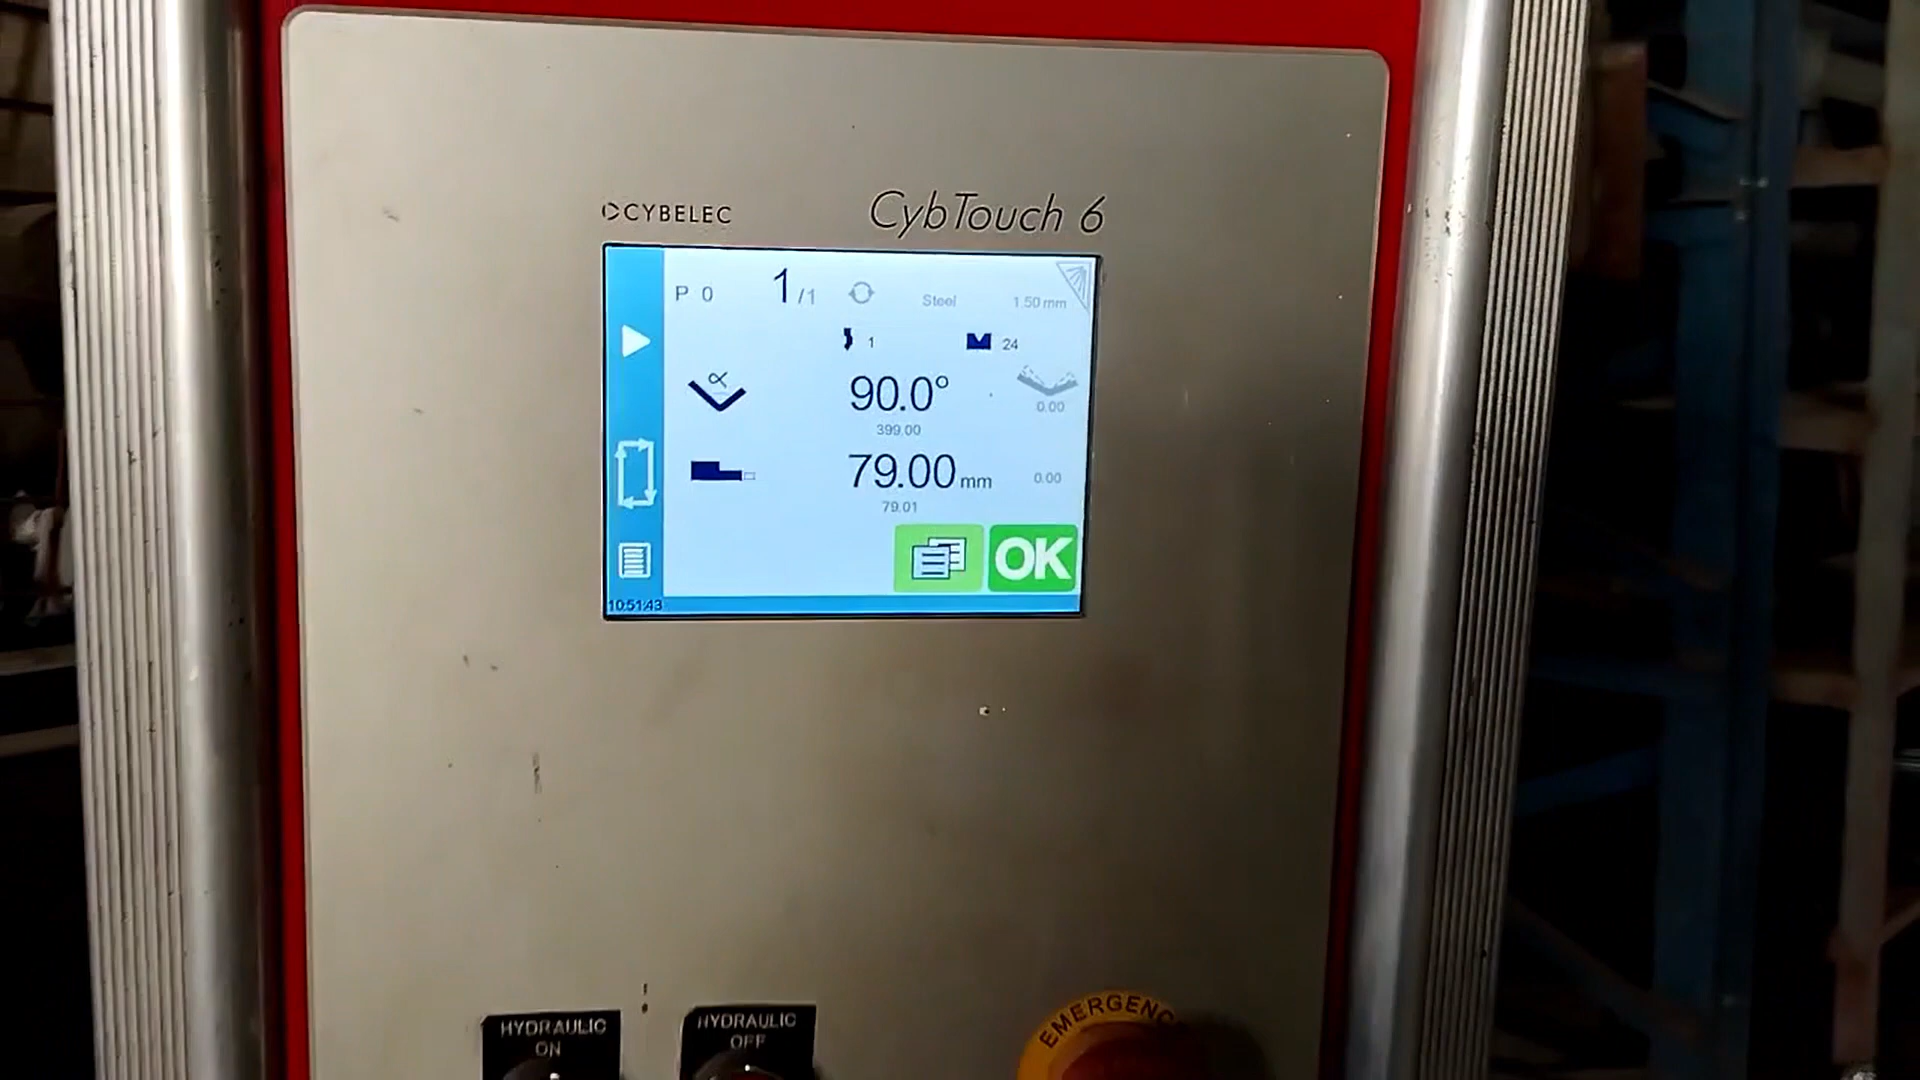 CYBELEC
CybTouch 6
P 0 1/1 Steel 1.50 mm
1 24
∝ 90.0° 0.00
399.00
79.00 mm 0.00
79.01
OK
10:51:43
HYDRAULIC
ON
HYDRAULIC
OFF